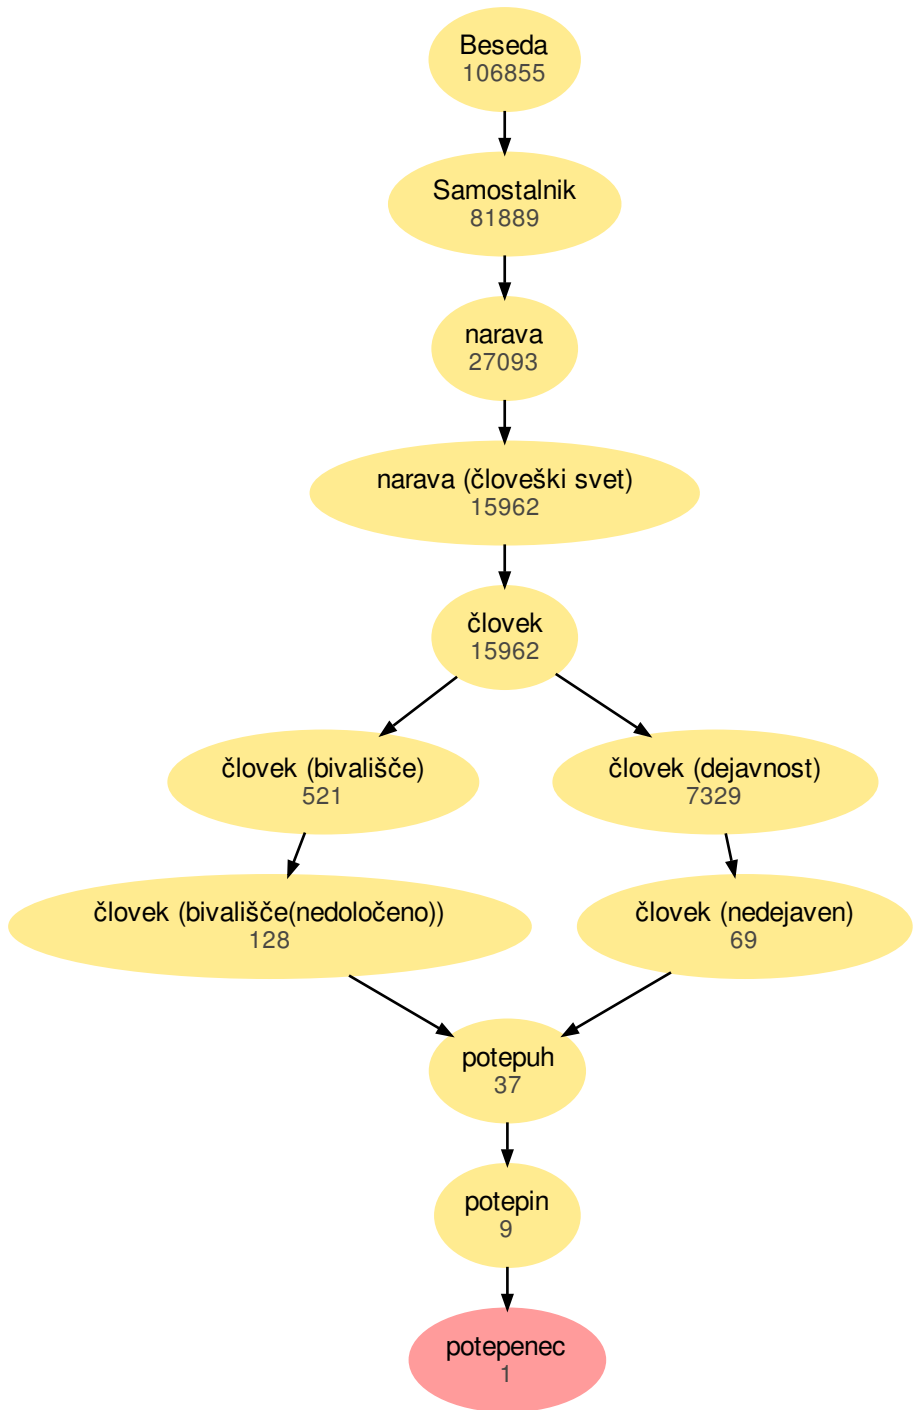 Beseda
106855
Samostalnik
81889
narava
27093
narava (človeški svet)
15962
človek
15962
človek (bivališče)
521
človek (dejavnost)
7329
človek (bivališče(nedoločeno))
128
človek (nedejaven)
69
potepuh
37
potepin
9
potepenec
1